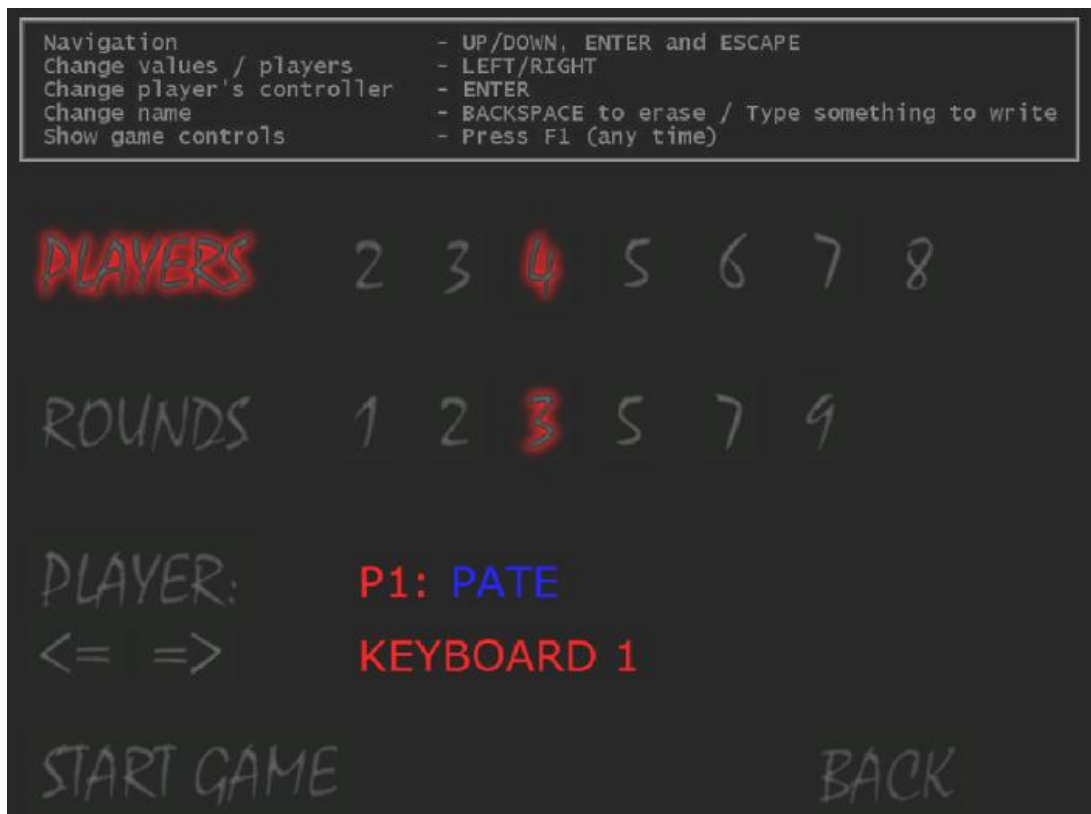 Navigation - UP/DOWN, ENTER and ESCAPE
Change values / players - LEFT/RIGHT
Change player's controller - ENTER
Change name - BACKSPACE to erase / Type something to write
Show game controls - Press F1 (any time)
PLAYERS 2 3 4 5 6 7 8
ROUNDS 1 2 3 5 7 9
PLAYER: P1: PATE
<= => KEYBOARD 1
START GAME BACK